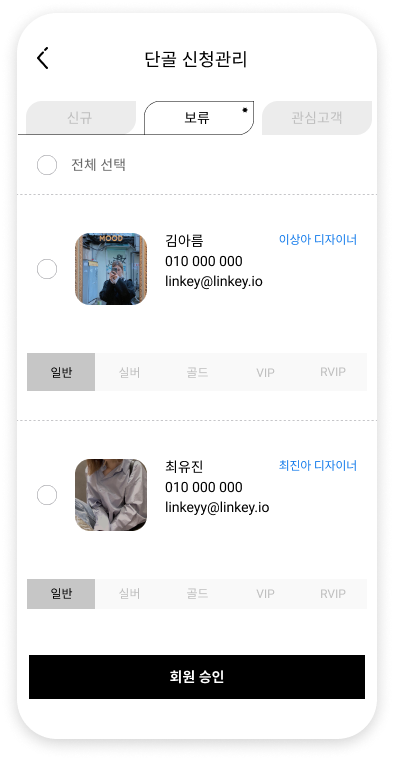 단골 신청관리
신규
보류
관심고객
전체 선택
MOOD
김아름
이상아 디자이너
010 000 000
linkey@linkey.io
일반 실버 골드 VIP RVIP
최유진
최진아 디자이너
010 000 000
linkeyy@linkey.io
일반 실버 골드 VIP RVIP
회원 승인